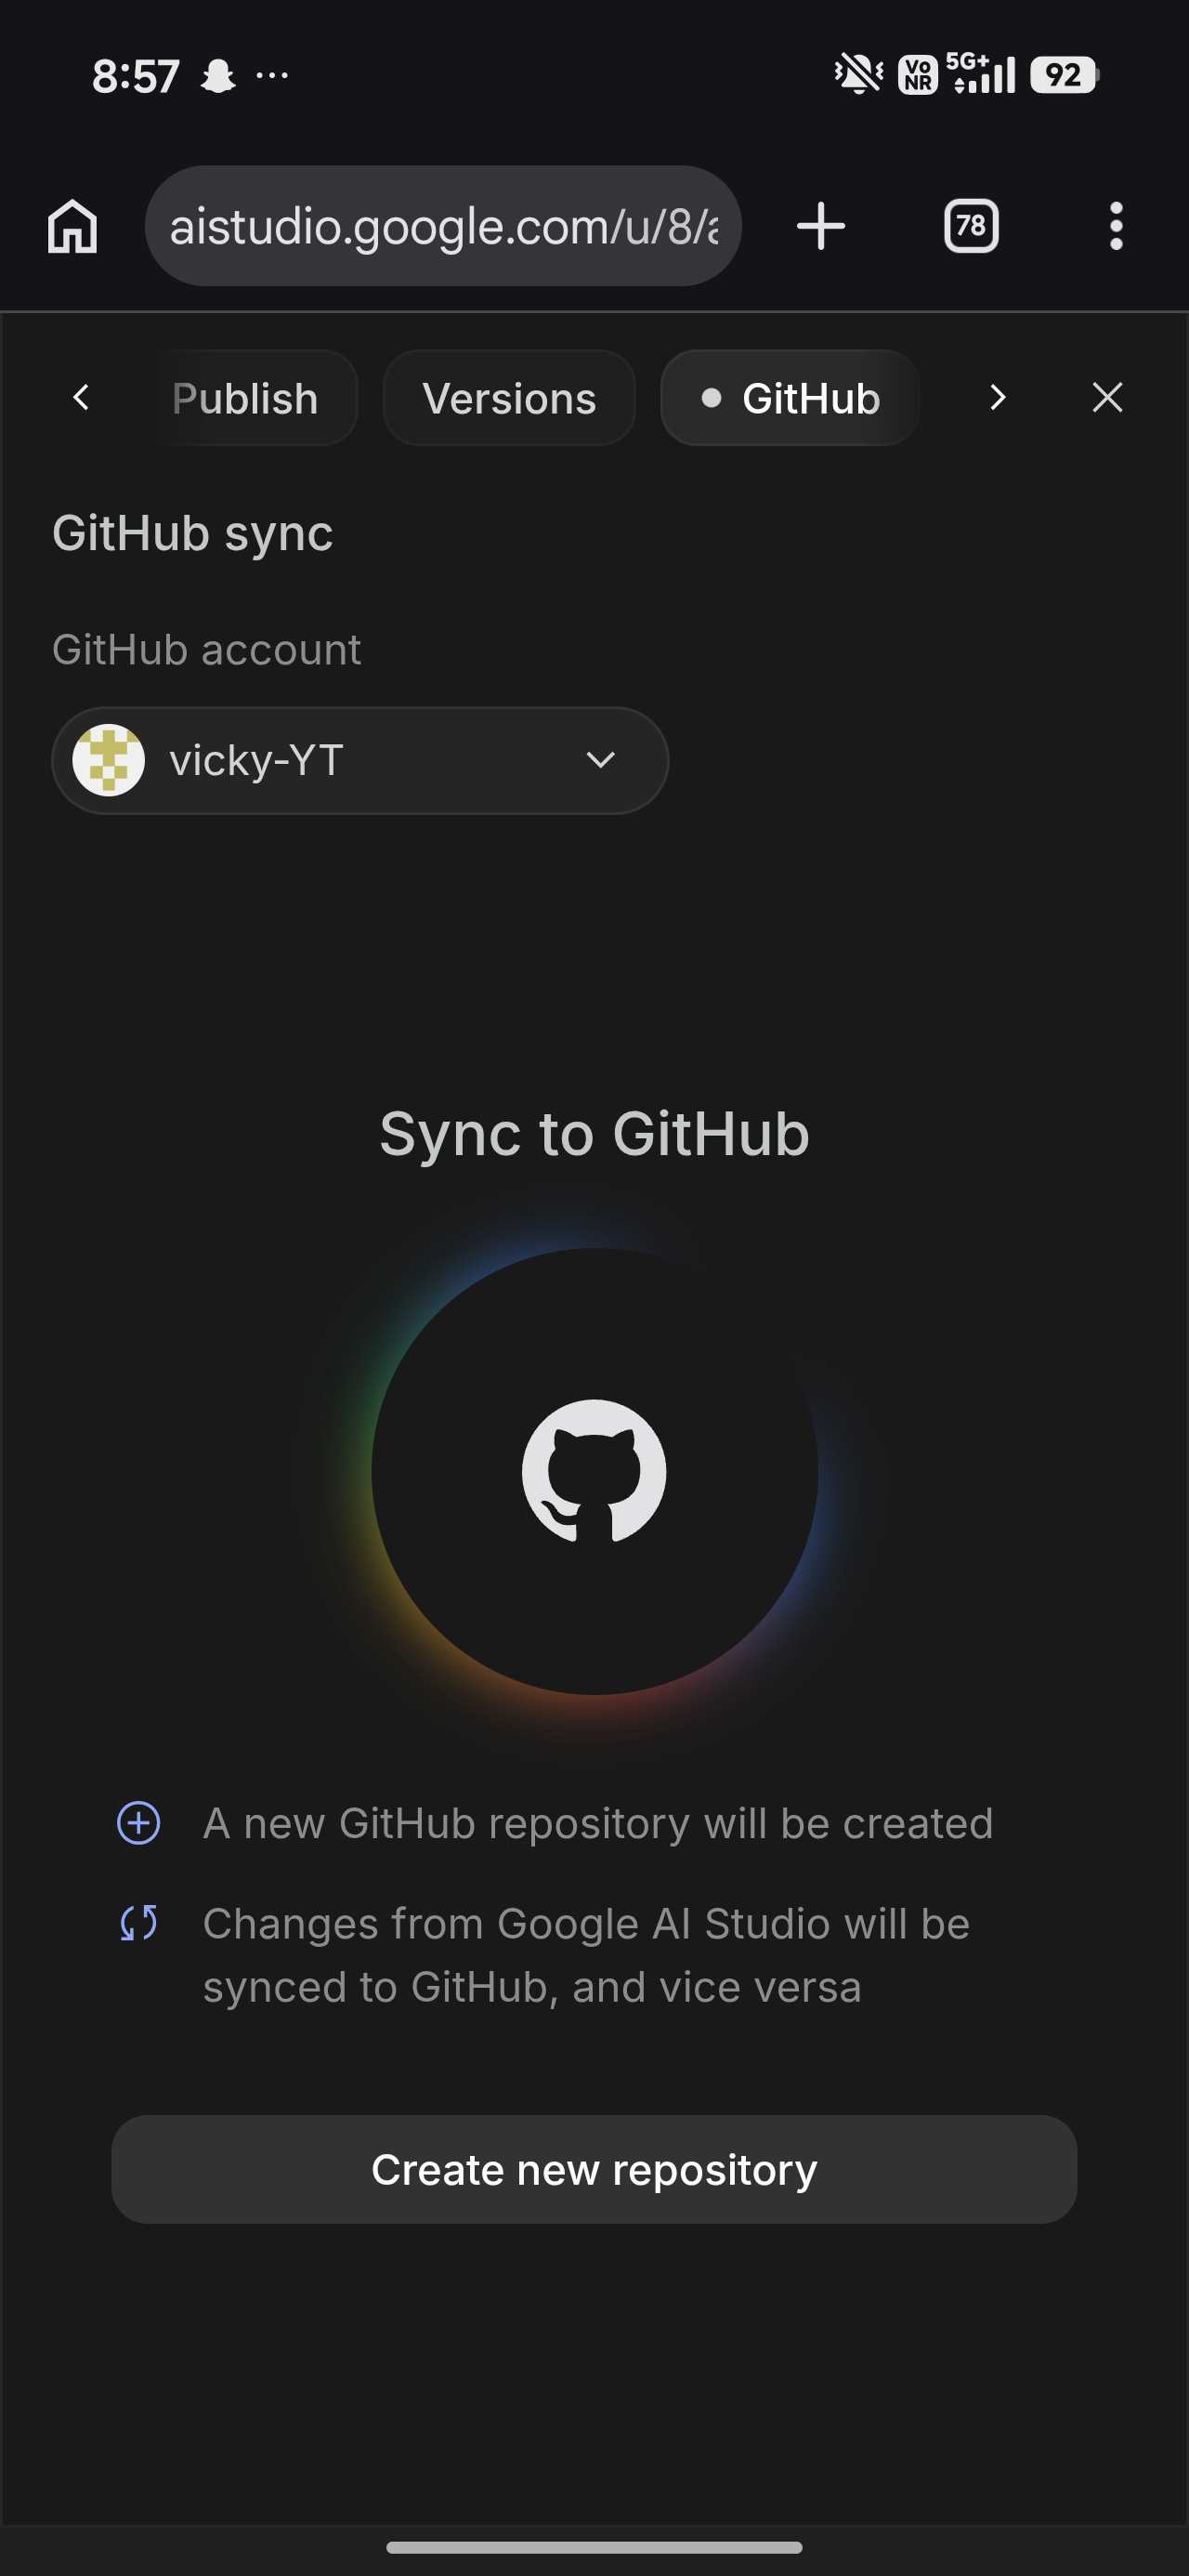 8:57
Vo NR
5G+
92
aistudio.google.com/u/8/
78
Publish
Versions
GitHub
GitHub sync
GitHub account
vicky-YT
Sync to GitHub
A new GitHub repository will be created
Changes from Google AI Studio will be
synced to GitHub, and vice versa
Create new repository